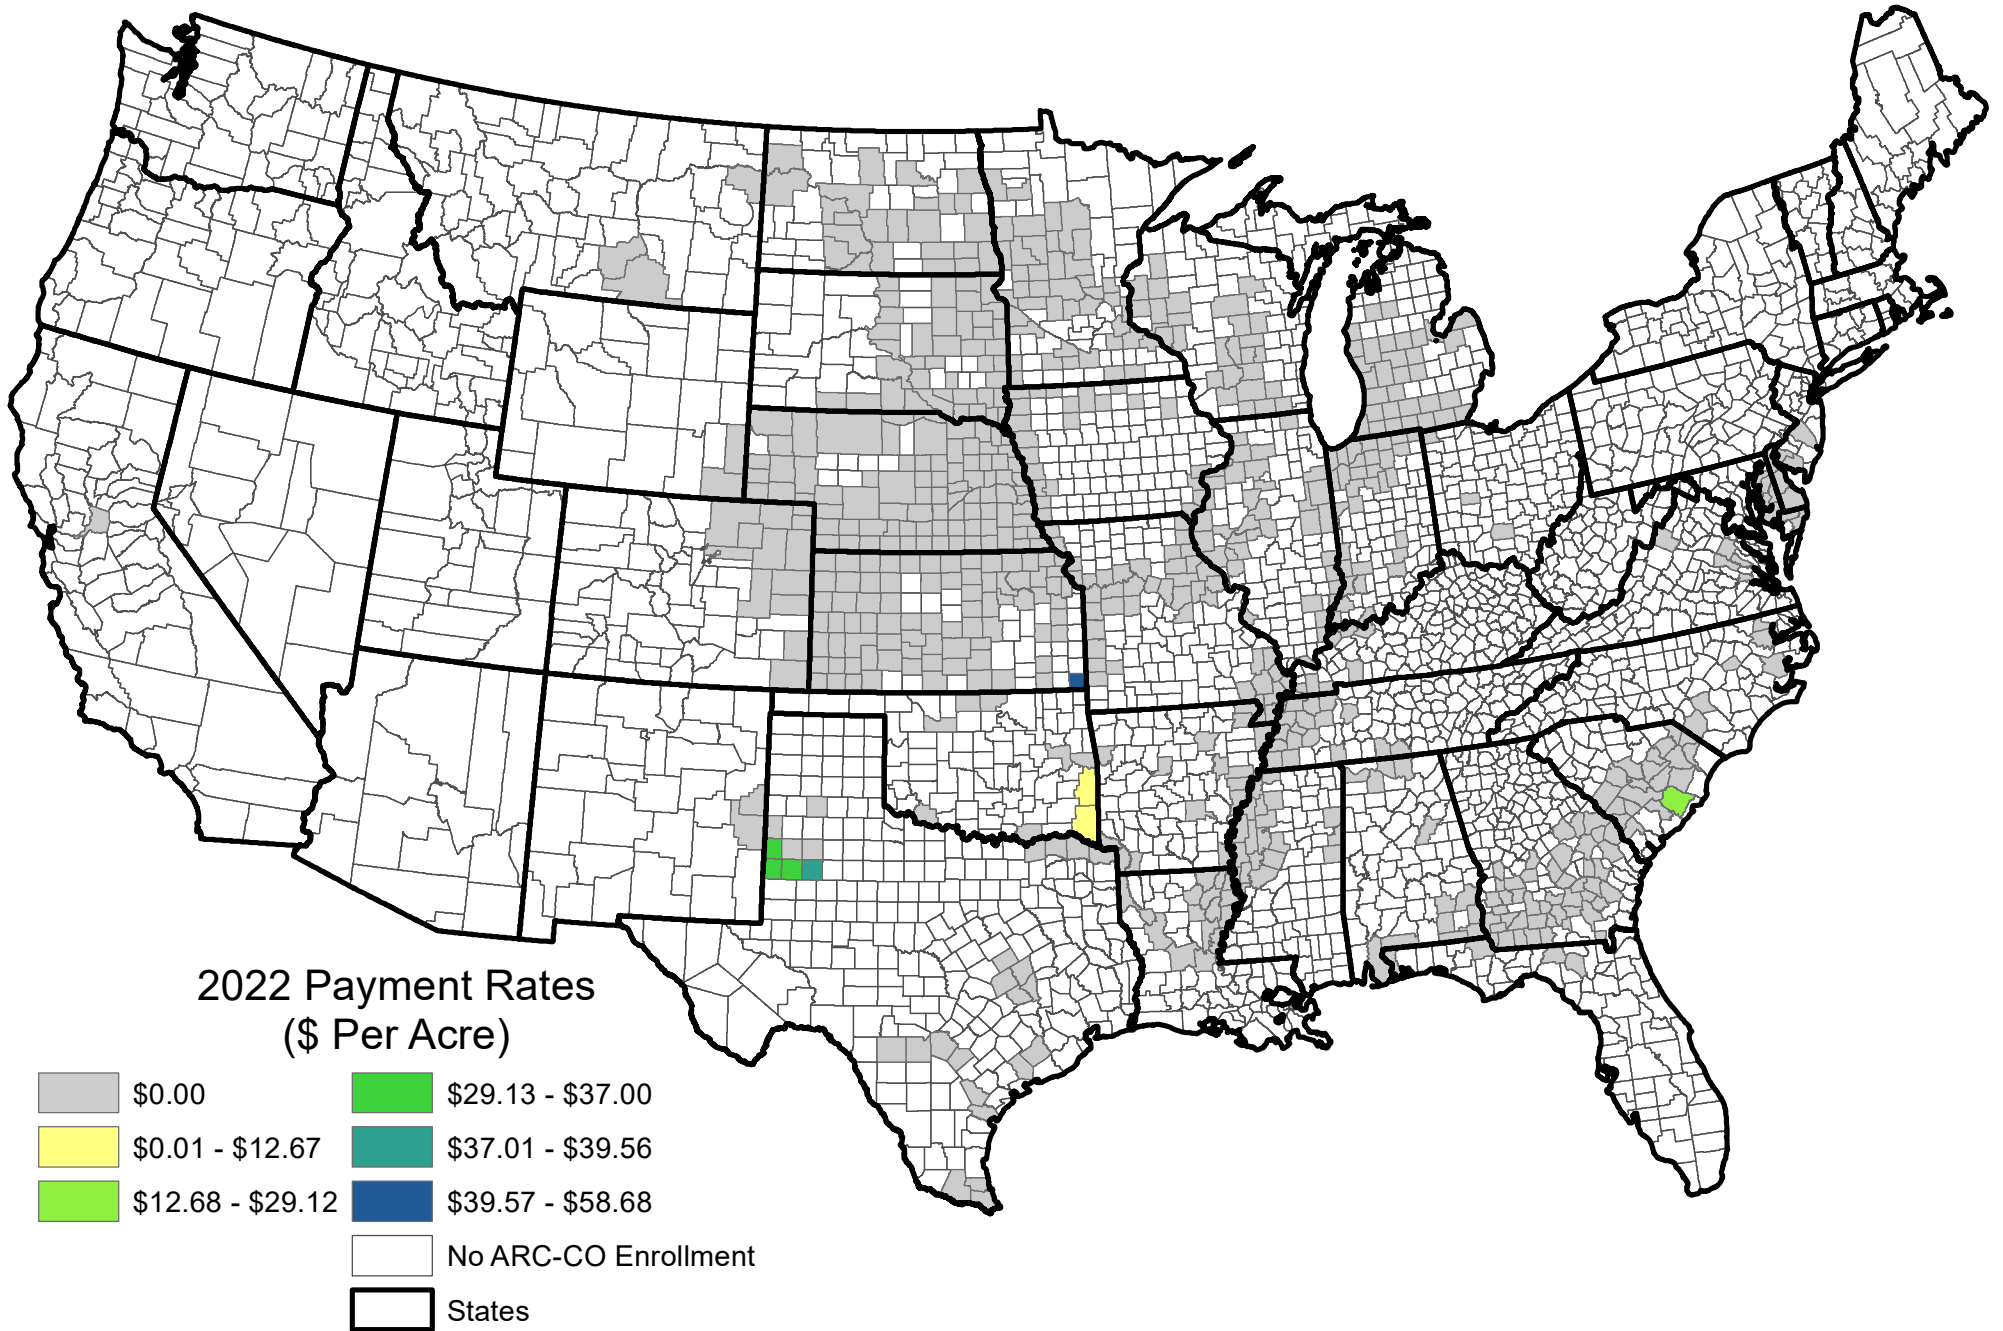 2022 Payment Rates
($ Per Acre)
$0.00
$0.01 - $12.67
$12.68 - $29.12
$29.13 - $37.00
$37.01 - $39.56
$39.57 - $58.68
No ARC-CO Enrollment
States